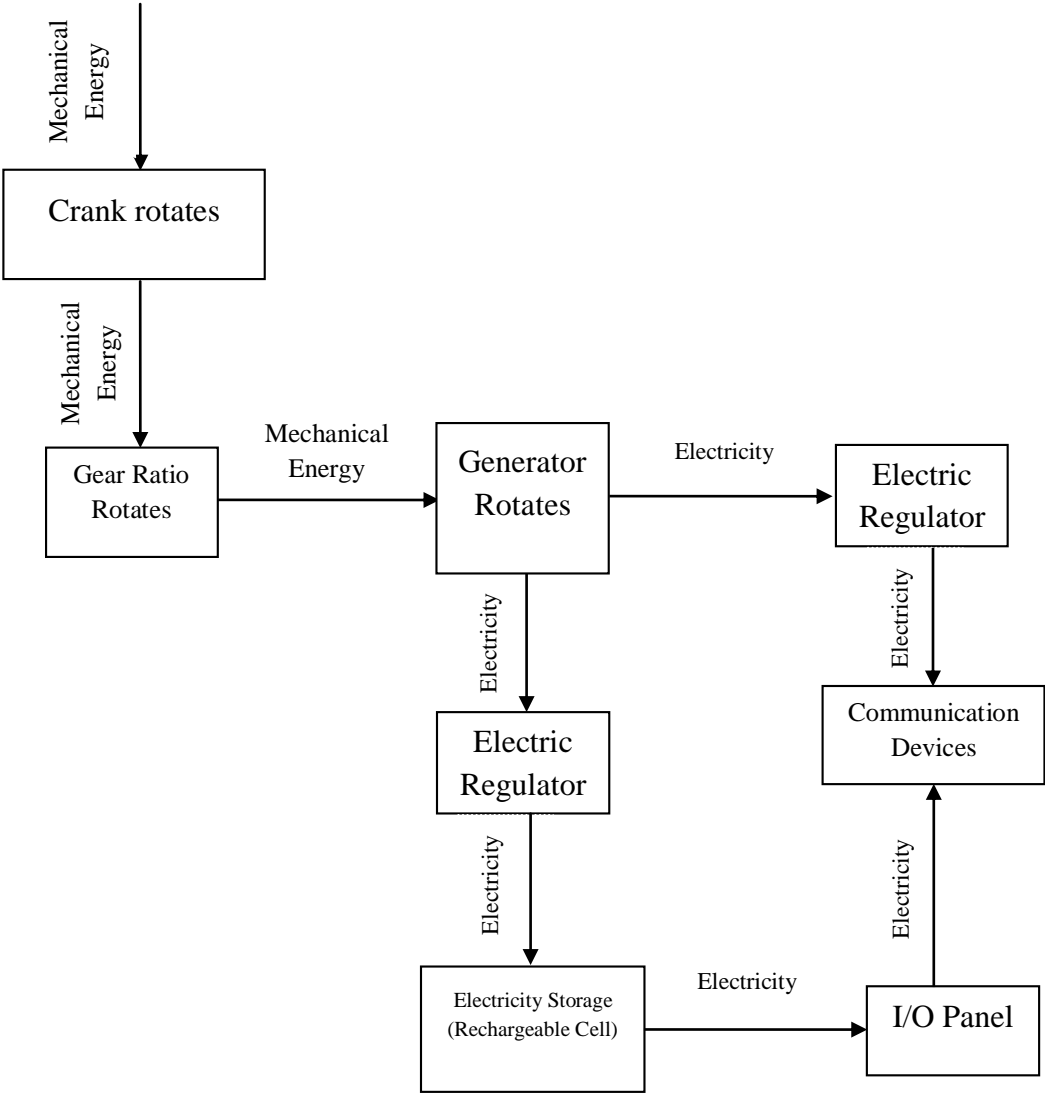 Mechanical
Energy
Crank rotates
Mechanical
Energy
Gear Ratio
Rotates
Mechanical
Energy
Generator
Rotates
Electricity
Electric
Regulator
Electricity
Electricity
Electric
Regulator
Communication
Devices
Electricity
Electricity
Electricity Storage
(Rechargeable Cell)
Electricity
I/O Panel